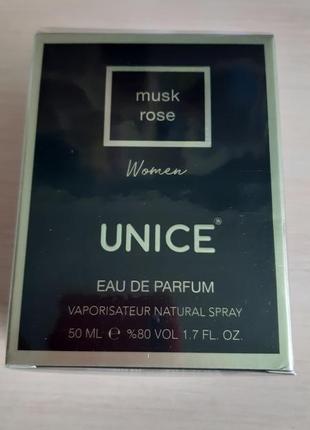 musk
rose
Women
UNICE®
EAU DE PARFUM
VAPORISATEUR NATURAL SPRAY
50 ML ℮ %80 VOL 1.7 FL. OZ.